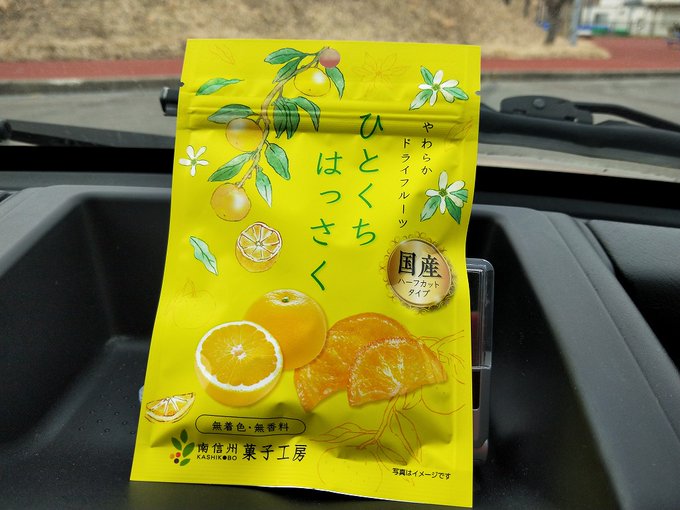 やわらか
ドライフルーツ
ひとくち
はっさく
国産
ハーフカット
タイプ
無着色・無香料
南信州菓子工房
KASHIKOBO
写真はイメージです